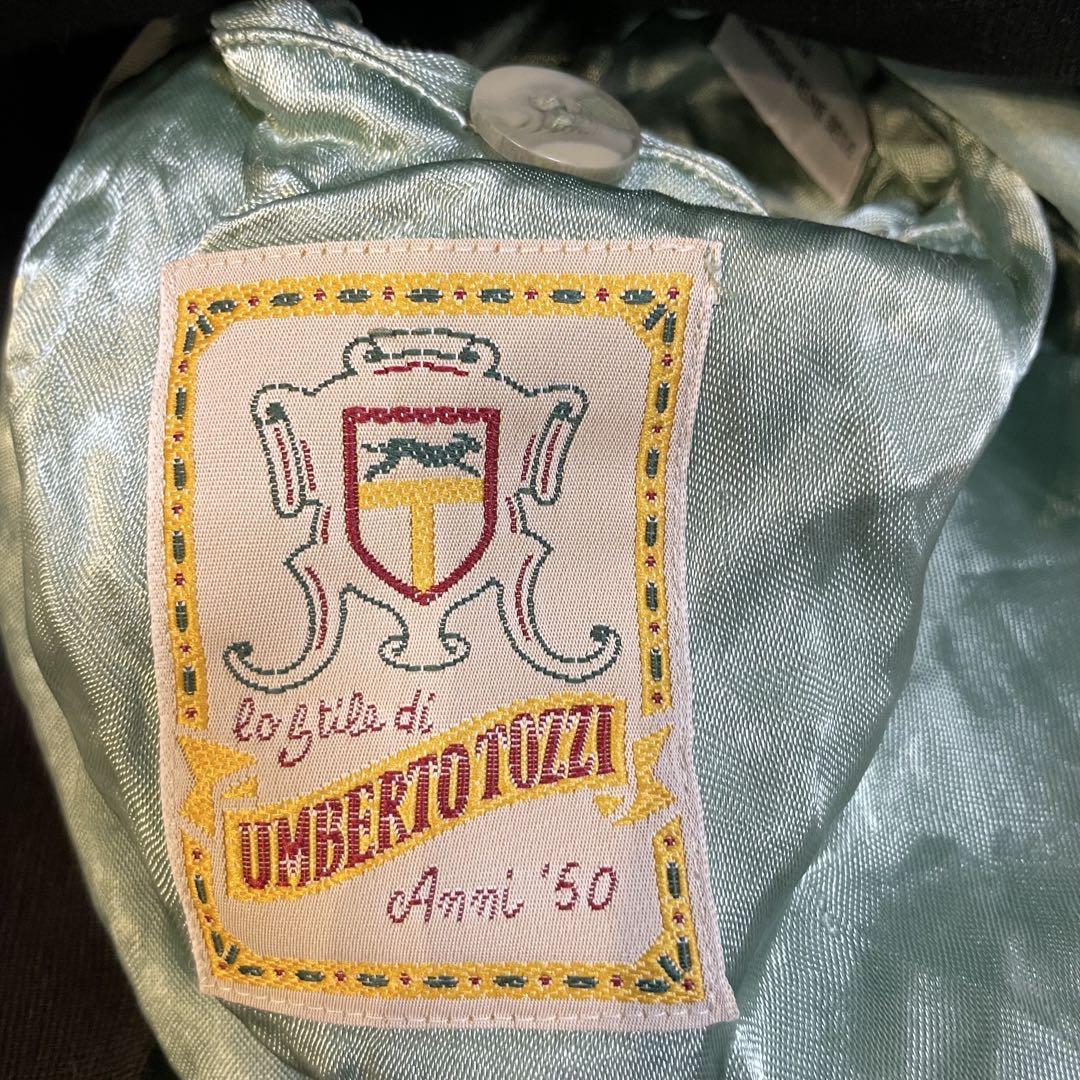 lo Stile di
UMBERTO TOZZI
Anni '50